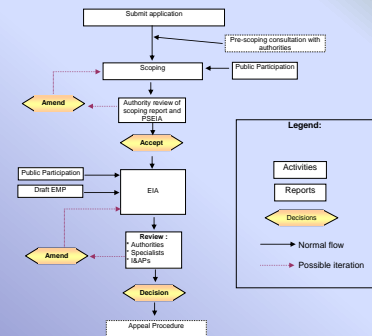 Submit application
Pre-scoping consultation with
authorities
Scoping
Public Participation
Amend
Authority review of
scoping report and
PSEIA
Accept
Public Participation
Draft EMP
EIA
Review :
* Authorities
* Specialists
* I&APs
Amend
Decision
Appeal Procedure
Legend:
Activities
Reports
Decisions
Normal flow
Possible iteration